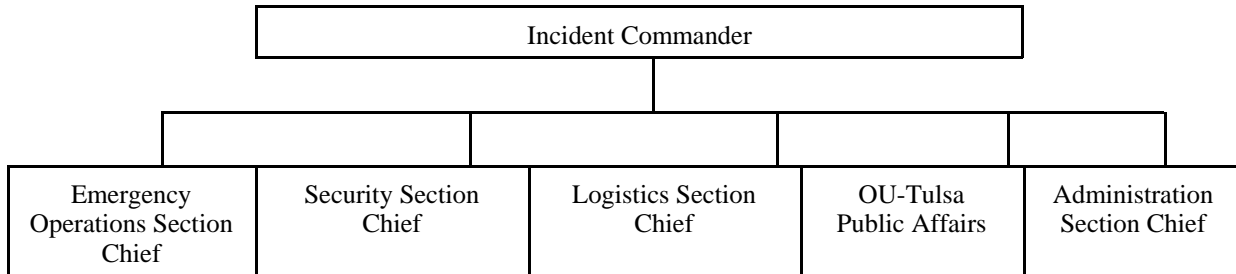 Incident Commander
Emergency
Operations Section
Chief
Security Section
Chief
Logistics Section
Chief
OU-Tulsa
Public Affairs
Administration
Section Chief